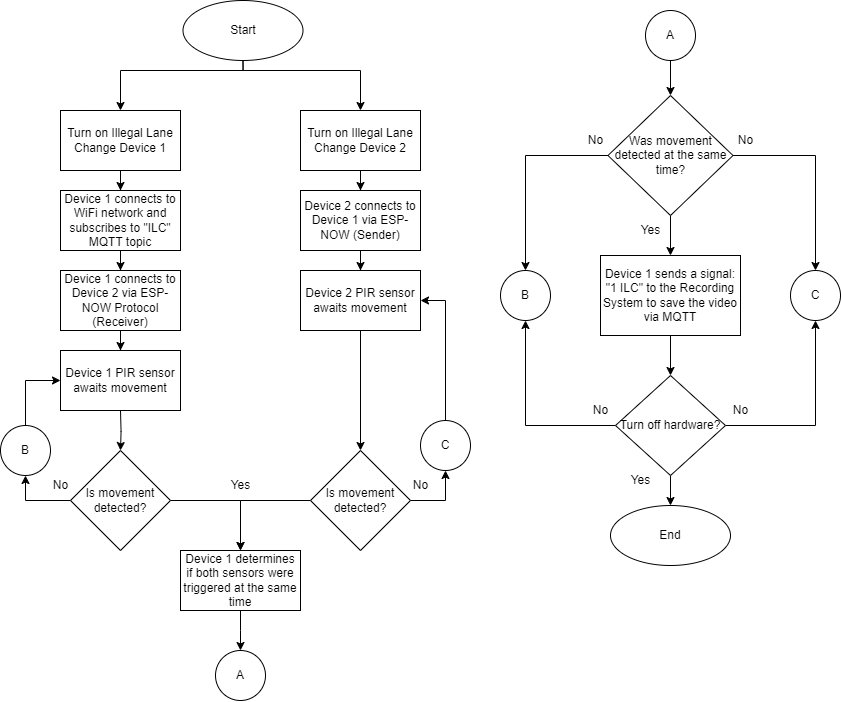 Start
Turn on Illegal Lane
Change Device 1
Turn on Illegal Lane
Change Device 2
Device 1 connects to
WiFi network and
subscribes to "ILC"
MQTT topic
Device 2 connects to
Device 1 via ESP-
NOW (Sender)
Device 1 connects to
Device 2 via ESP-
NOW Protocol
(Receiver)
Device 2 PIR sensor
awaits movement
Device 1 PIR sensor
awaits movement
B
C
No
Is movement
detected?
Yes
Is movement
detected?
No
Device 1 determines
if both sensors were
triggered at the same
time
A
A
No
Was movement
detected at the same
time?
No
Yes
B
Device 1 sends a signal:
"1 ILC" to the Recording
System to save the video
via MQTT
C
No
Turn off hardware?
No
Yes
End